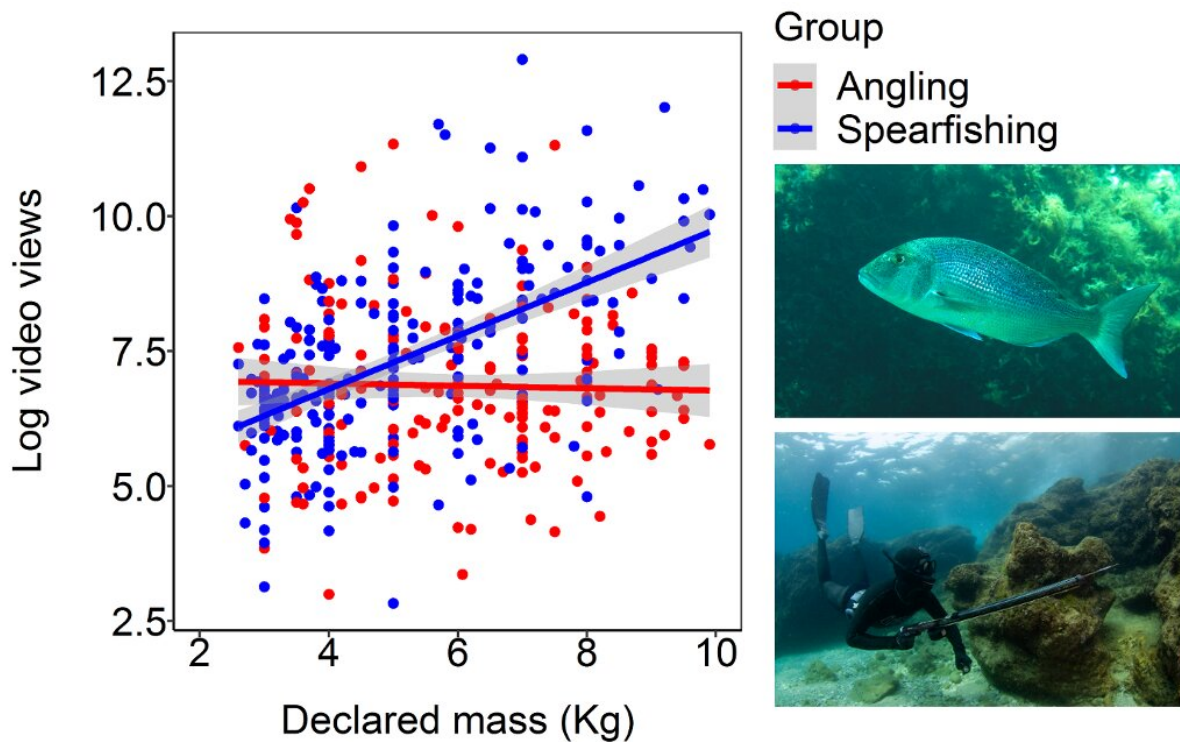 Group
Angling
Spearfishing
Log video views
12.5
10.0
7.5
5.0
2.5
2 4 6 8 10
Declared mass (Kg)